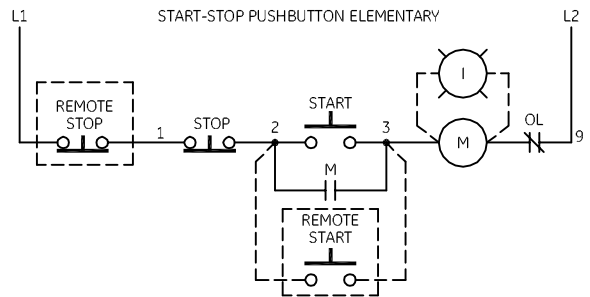 L1
START-STOP PUSHBUTTON ELEMENTARY
L2
REMOTE
STOP
1
STOP
2
START
3
I
M
OL
9
M
REMOTE
START